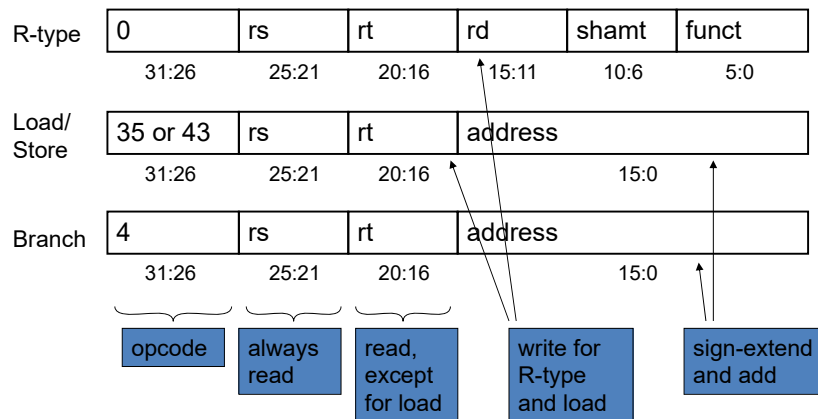 R-type 0 rs rt rd shamt funct
31:26 25:21 20:16 15:11 10:6 5:0
Load/
Store 35 or 43 rs rt address
31:26 25:21 20:16 15:0
Branch 4 rs rt address
31:26 25:21 20:16 15:0
opcode
always
read
read,
except
for load
write for
R-type
and load
sign-extend
and add